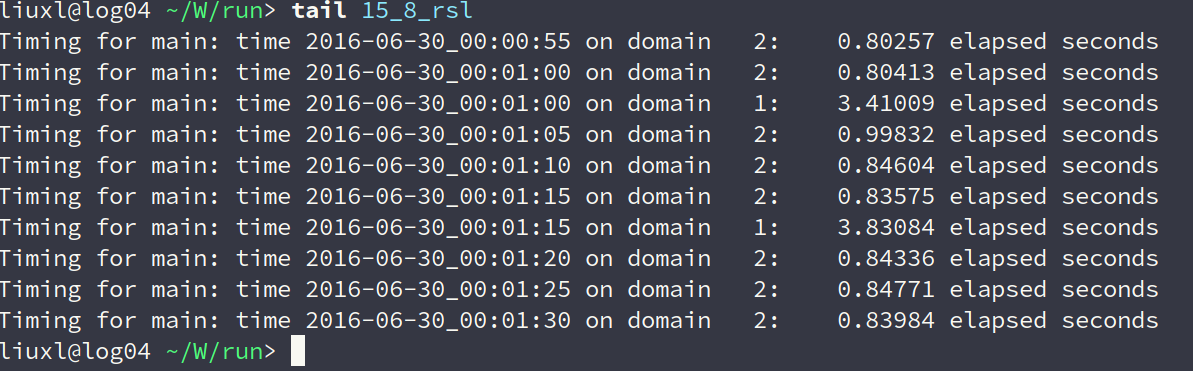 liuxl@log04 ~/W/run> tail 15_8_rsl
Timing for main: time 2016-06-30_00:00:55 on domain   2:    0.80257 elapsed seconds
Timing for main: time 2016-06-30_00:01:00 on domain   2:    0.80413 elapsed seconds
Timing for main: time 2016-06-30_00:01:00 on domain   1:    3.41009 elapsed seconds
Timing for main: time 2016-06-30_00:01:05 on domain   2:    0.99832 elapsed seconds
Timing for main: time 2016-06-30_00:01:10 on domain   2:    0.84604 elapsed seconds
Timing for main: time 2016-06-30_00:01:15 on domain   2:    0.83575 elapsed seconds
Timing for main: time 2016-06-30_00:01:15 on domain   1:    3.83084 elapsed seconds
Timing for main: time 2016-06-30_00:01:20 on domain   2:    0.84336 elapsed seconds
Timing for main: time 2016-06-30_00:01:25 on domain   2:    0.84771 elapsed seconds
Timing for main: time 2016-06-30_00:01:30 on domain   2:    0.83984 elapsed seconds
liuxl@log04 ~/W/run>